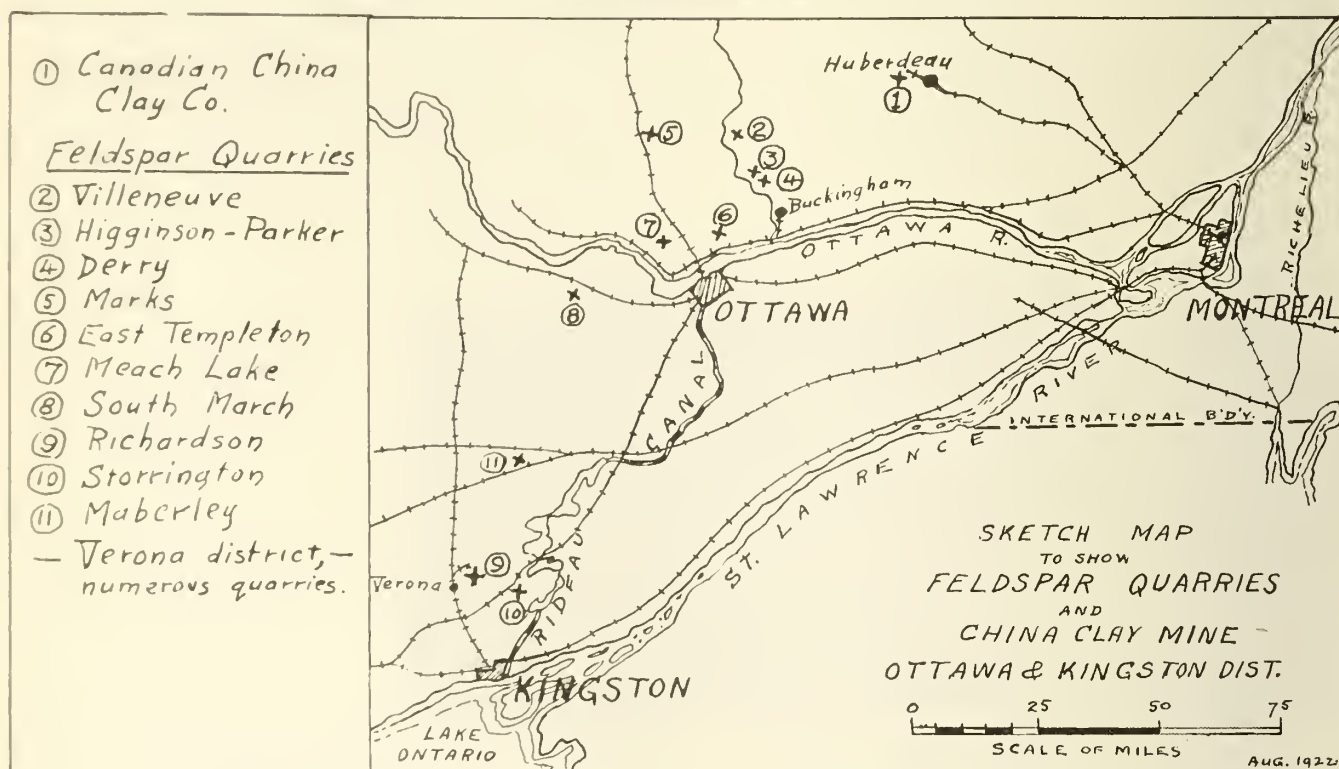 ① Canadian China
Clay Co.
Feldspar Quarries
② Villeneuve
③ Higginson-Parker
④ Derry
⑤ Marks
⑥ East Templeton
⑦ Meach Lake
⑧ South March
⑨ Richardson
⑩ Storrington
⑪ Maberley
— Verona district,—
numerous quarries.
Huberdeau
①
②
③
④
⑤
⑥
⑦
⑧
⑨
⑩
⑪
Buckingham
OTTAWA R.
OTTAWA
MONTREAL
RICHELIEU R.
CANAL
RIDEAU
ST. LAWRENCE RIVER
INTERNATIONAL B'D'Y.
Verona
KINGSTON
LAKE
ONTARIO
SKETCH MAP
TO SHOW
FELDSPAR QUARRIES
AND
CHINA CLAY MINE
OTTAWA & KINGSTON DIST.
0 25 50 75
SCALE OF MILES
AUG. 1922